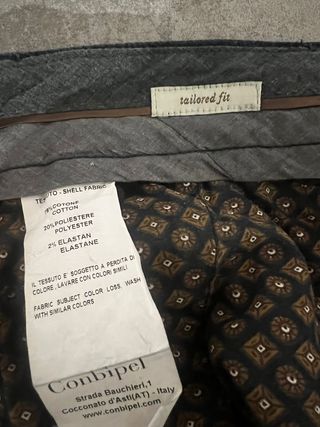 tailored fit
TESSUTO - SHELL FABRIC
COTONE
COTTON
20% POLIESTERE
POLYESTER
2% ELASTAN
ELASTANE
IL TESSUTO E' SOGGETTO A PERDITA DI
COLORE, LAVARE CON COLORI SIMILI
FABRIC SUBJECT COLOR LOSS, WASH
WITH SIMILAR COLORS
Conbipel
Strada Bauchieri,1
Cocconato d'Asti(AT) - Italy
www.conbipel.com